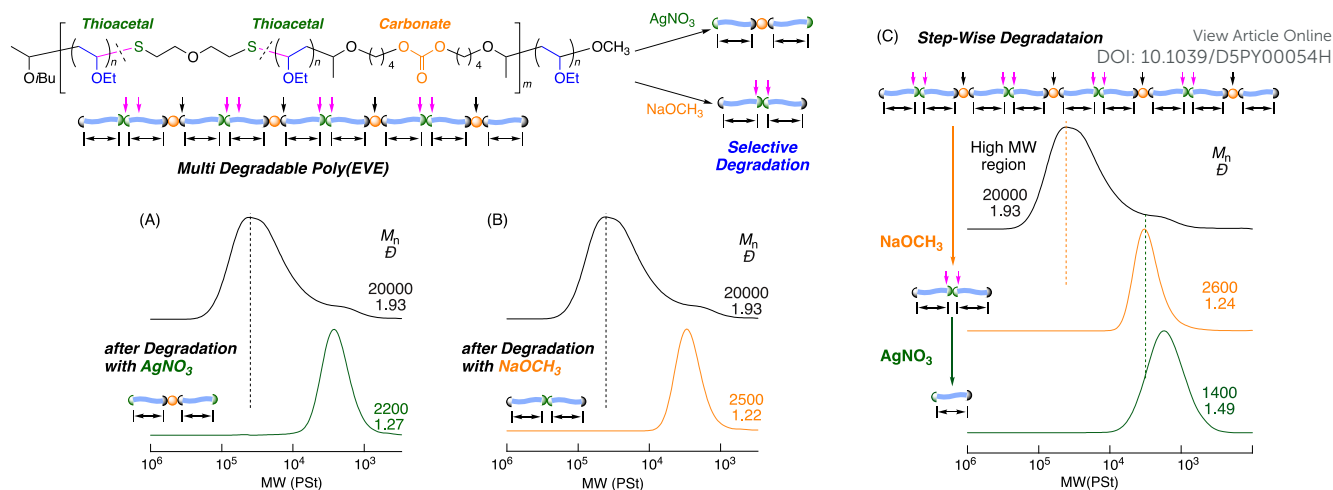 Thioacetal
Thioacetal
Carbonate
S
O
S
O
O
O
O
O
OCH3
OiBu
n
OEt
n
OEt
4
O
4
m
n
OEt
Multi Degradable Poly(EVE)
AgNO3
NaOCH3
Selective
Degradation
(A)
Mn
Đ
20000
1.93
after Degradation
with AgNO3
2200
1.27
10^6
10^5
10^4
10^3
MW (PSt)
(B)
Mn
Đ
20000
1.93
after Degradation
with NaOCH3
2500
1.22
10^6
10^5
10^4
10^3
MW (PSt)
(C)
Step-Wise Degradataion
View Article Online
DOI: 10.1039/D5PY00054H
High MW
region
20000
1.93
Mn
Đ
NaOCH3
2600
1.24
AgNO3
1400
1.49
10^6
10^5
10^4
10^3
MW(PSt)